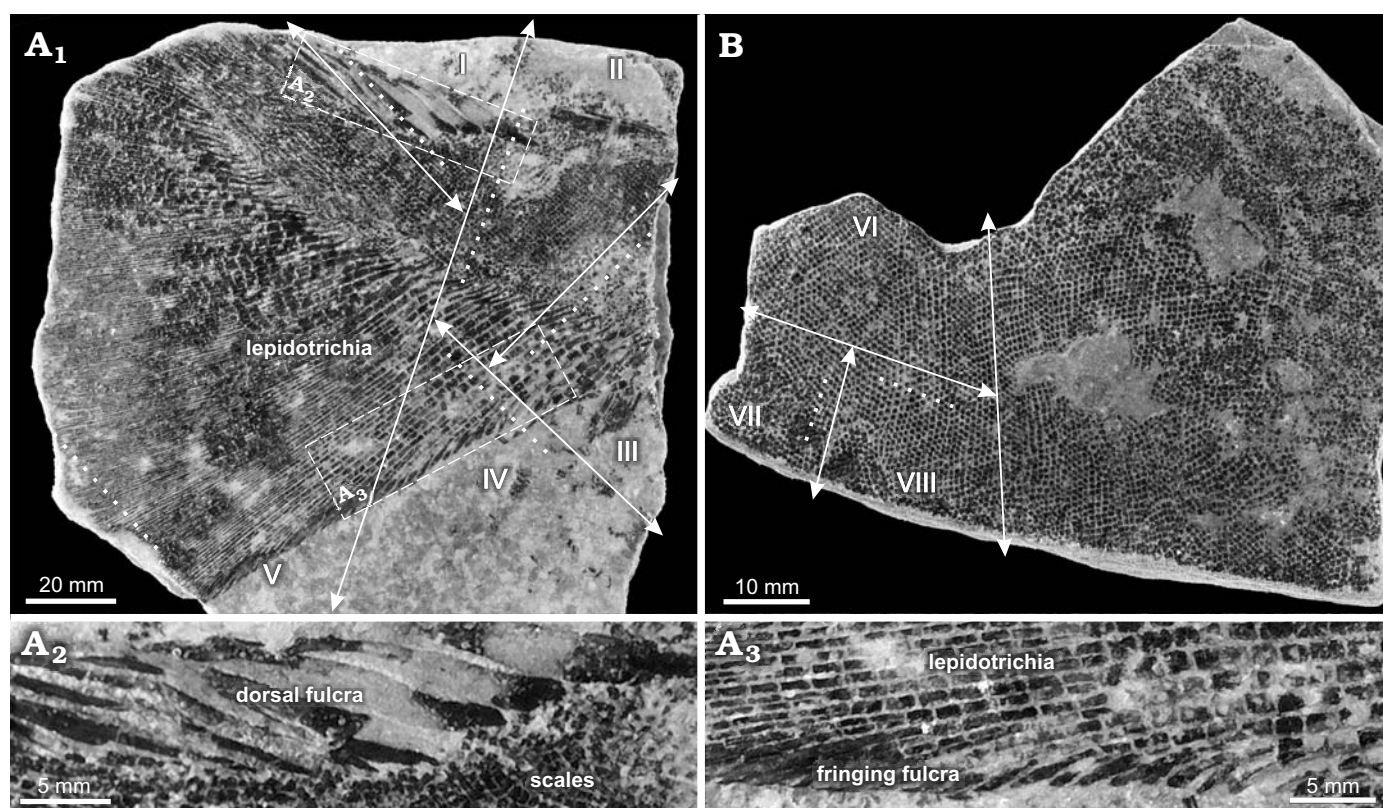 A1
I
II
A2
lepidotrichia
III
IV
A3
V
20 mm
B
VI
VII
VIII
10 mm
A2
dorsal fulcra
scales
5 mm
A3
lepidotrichia
fringing fulcra
5 mm